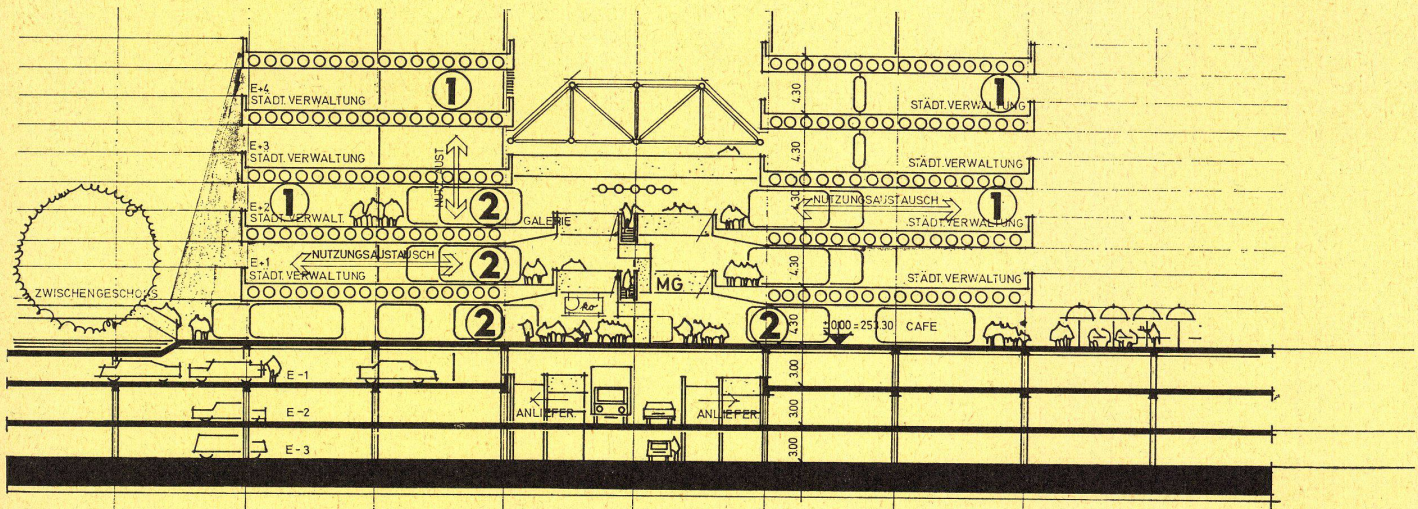 E+4
STÄDT. VERWALTUNG
1
4.30
STÄDT. VERWALTUNG
1
E+3
STÄDT. VERWALTUNG
4.30
STÄDT. VERWALTUNG
1
E+2
STÄDT. VERWALT.
2
GALERIE
4.30
NUTZUNGSAUSTAUSCH
STÄDT. VERWALTUNG
1
NUTZUNGSAUSTAUSCH
E+1
STÄDT. VERWALTUNG
2
MG
4.30
STÄDT. VERWALTUNG
ZWISCHENGESCHOSS
2
2
4.30
±0.00 = 253.30
CAFE
E-1
3.00
ANLIEFER.
ANLIEFER.
E-2
3.00
E-3
3.00